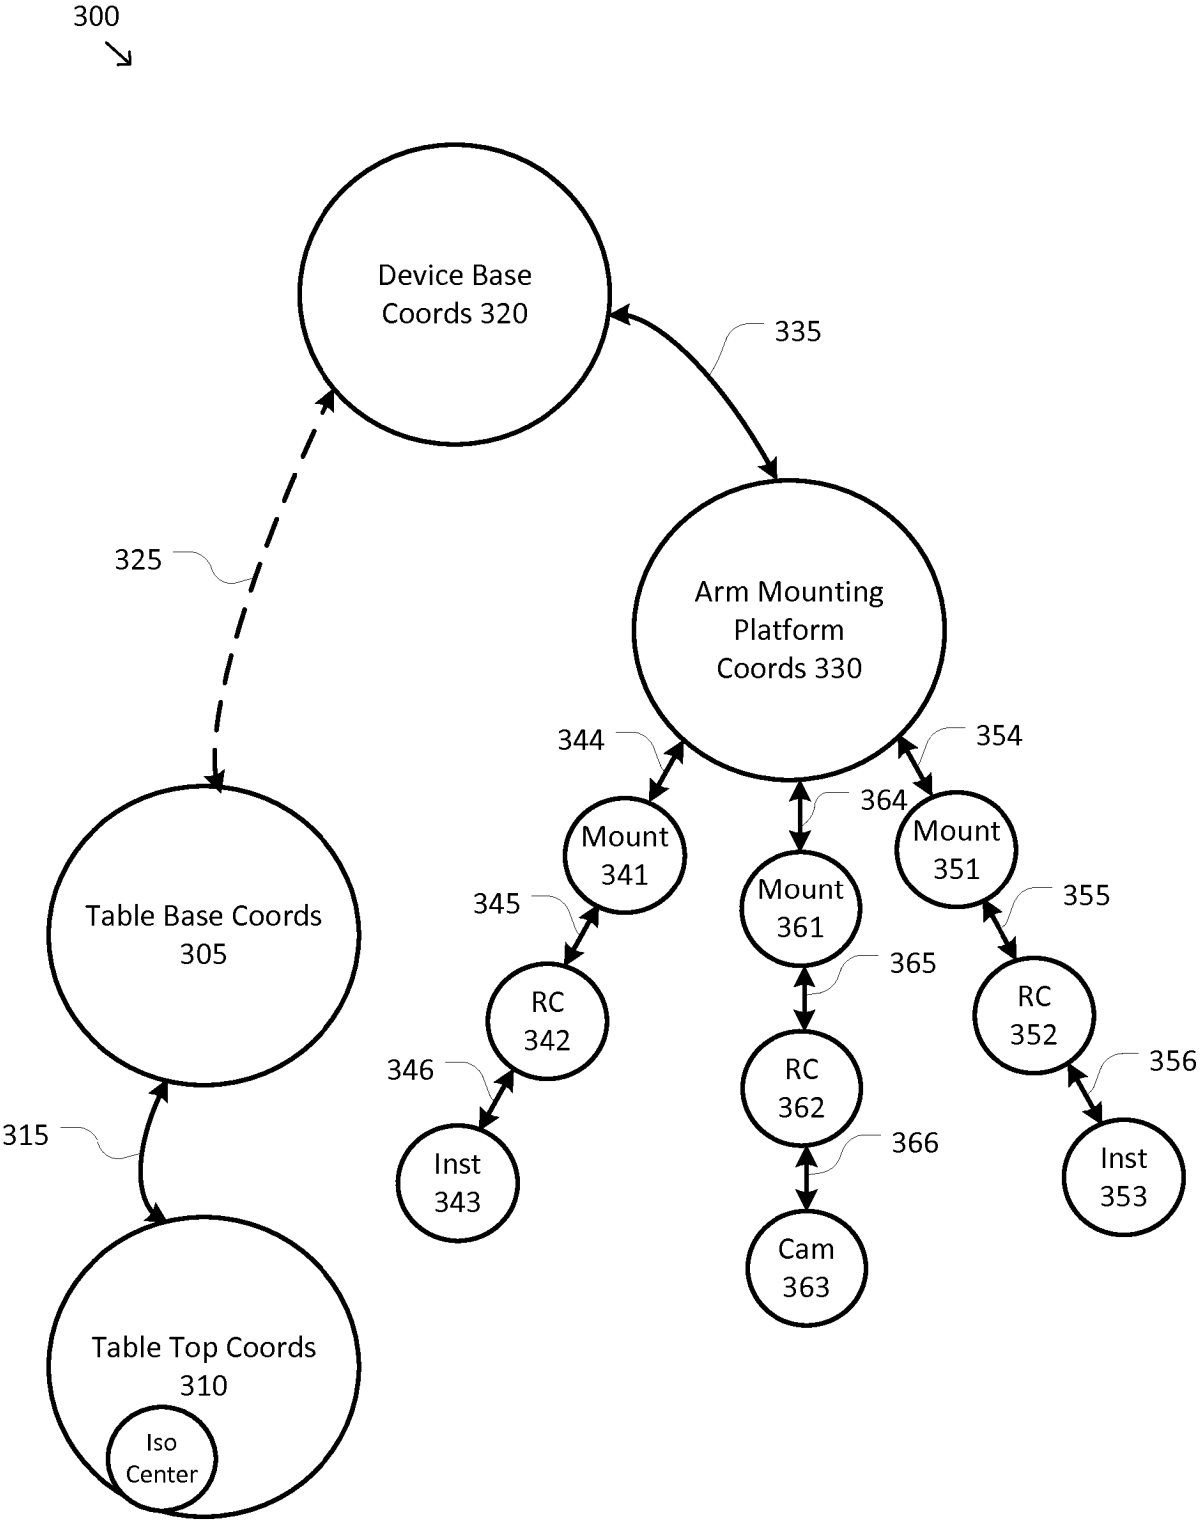 300
Device Base
Coords 320
335
325
Arm Mounting
Platform
Coords 330
344
354
364
Mount
341
Mount
351
Mount
361
345
355
365
Table Base Coords
305
RC
342
RC
352
RC
362
346
356
366
315
Inst
343
Inst
353
Cam
363
Table Top Coords
310
Iso
Center